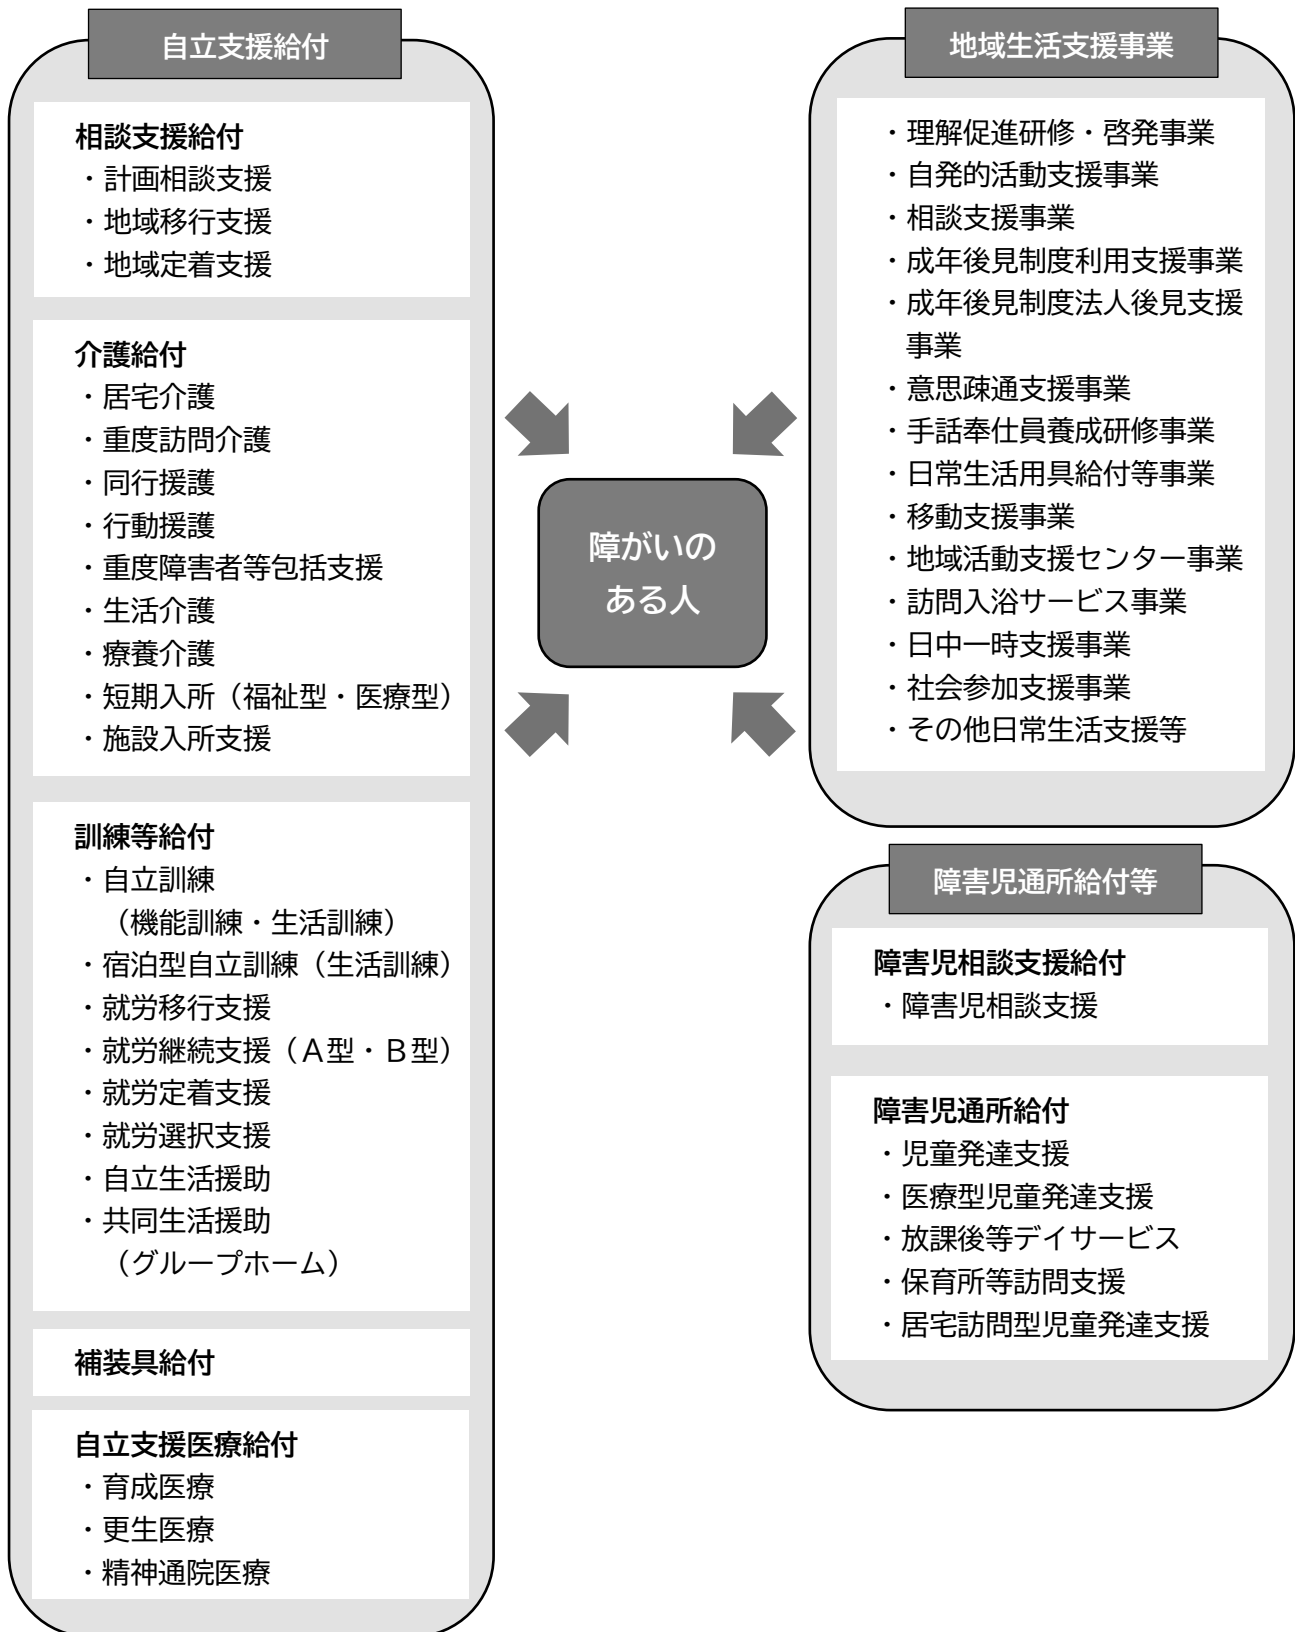 自立支援給付
相談支援給付
・計画相談支援
・地域移行支援
・地域定着支援
介護給付
・居宅介護
・重度訪問介護
・同行援護
・行動援護
・重度障害者等包括支援
・生活介護
・療養介護
・短期入所（福祉型・医療型）
・施設入所支援
訓練等給付
・自立訓練
（機能訓練・生活訓練）
・宿泊型自立訓練（生活訓練）
・就労移行支援
・就労継続支援（Ａ型・Ｂ型）
・就労定着支援
・就労選択支援
・自立生活援助
・共同生活援助
（グループホーム）
補装具給付
自立支援医療給付
・育成医療
・更生医療
・精神通院医療
障がいの
ある人
地域生活支援事業
・理解促進研修・啓発事業
・自発的活動支援事業
・相談支援事業
・成年後見制度利用支援事業
・成年後見制度法人後見支援
事業
・意思疎通支援事業
・手話奉仕員養成研修事業
・日常生活用具給付等事業
・移動支援事業
・地域活動支援センター事業
・訪問入浴サービス事業
・日中一時支援事業
・社会参加支援事業
・その他日常生活支援等
障害児通所給付等
障害児相談支援給付
・障害児相談支援
障害児通所給付
・児童発達支援
・医療型児童発達支援
・放課後等デイサービス
・保育所等訪問支援
・居宅訪問型児童発達支援